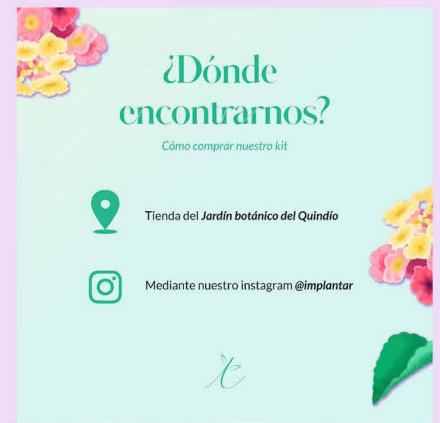 ¿Dónde
encontrarnos?
Cómo comprar nuestro kit
Tienda del Jardín botánico del Quindío
Mediante nuestro instagram @implantar